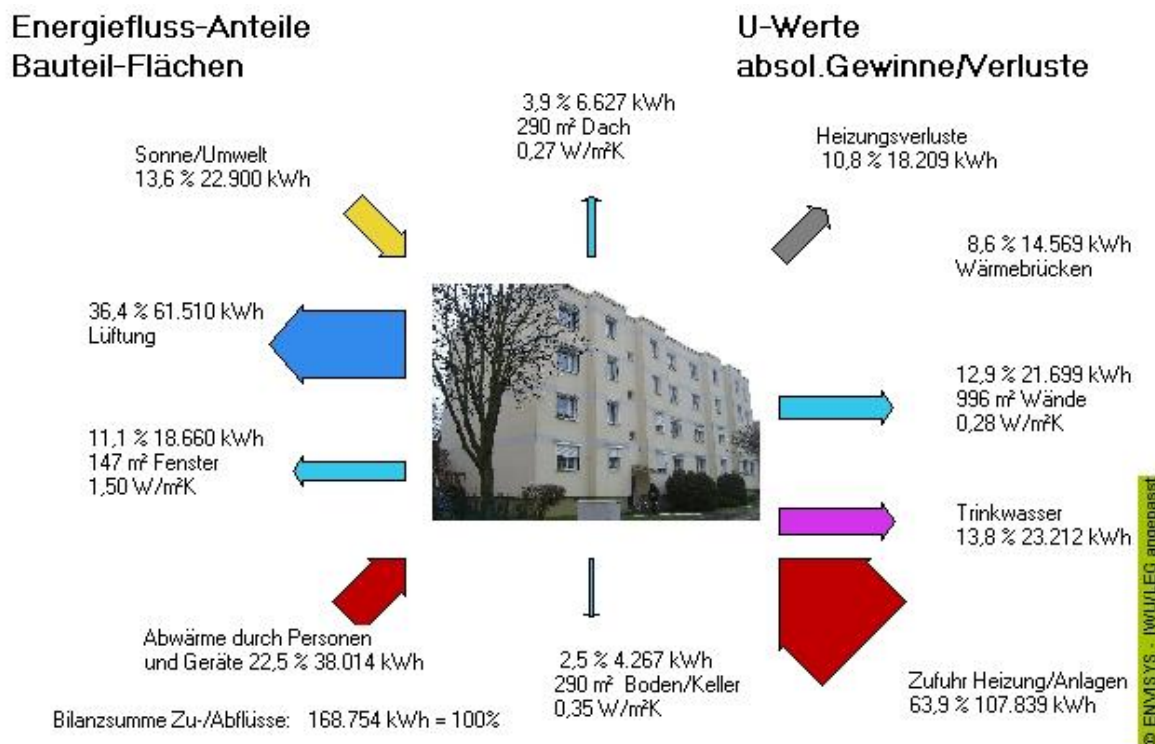 Energiefluss-Anteile
Bauteil-Flächen
U-Werte
absol.Gewinne/Verluste
3,9 % 6.627 kWh
290 m² Dach
0,27 W/m²K
Sonne/Umwelt
13,6 % 22.900 kWh
Heizungsverluste
10,8 % 18.209 kWh
8,6 % 14.569 kWh
Wärmebrücken
36,4 % 61.510 kWh
Lüftung
12,9 % 21.699 kWh
996 m² Wände
0,28 W/m²K
11,1 % 18.660 kWh
147 m² Fenster
1,50 W/m²K
Trinkwasser
13,8 % 23.212 kWh
Abwärme durch Personen
und Geräte 22,5 % 38.014 kWh
2,5 % 4.267 kWh
290 m² Boden/Keller
0,35 W/m²K
Zufuhr Heizung/Anlagen
63,9 % 107.839 kWh
Bilanzsumme Zu-/Abflüsse: 168.754 kWh = 100%
© ENVISYS - IWU/LEG angepasst